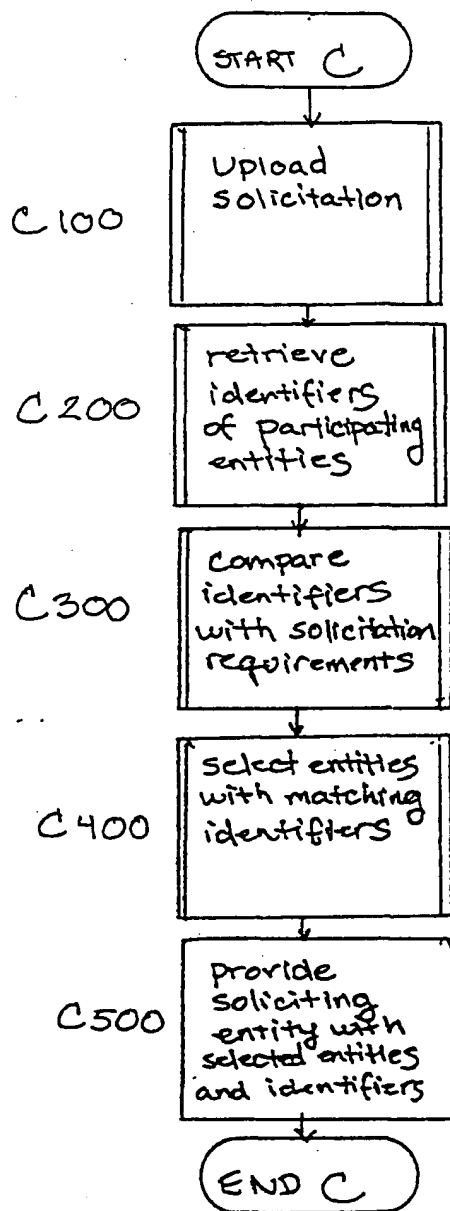 START C
C100
Upload
solicitation
C200
retrieve
identifiers
of participating
entities
C300
compare
identifiers
with solicitation
requirements
C400
select entities
with matching
identifiers
C500
provide
soliciting
entity with
selected entities
and identifiers
END C